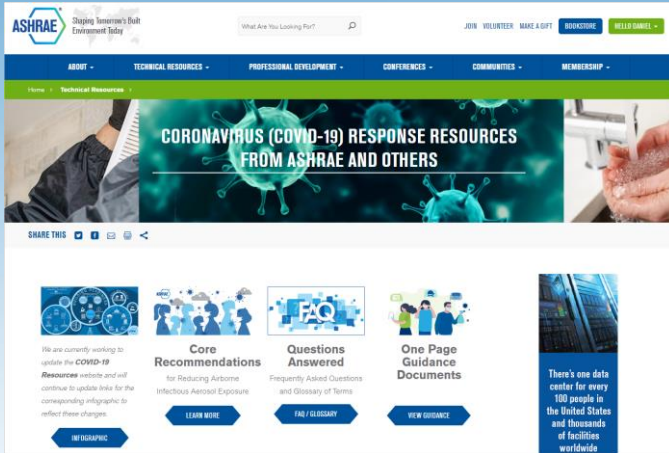 ASHRAE
Shaping Tomorrow's Built
Environment Today
What Are You Looking For?
JOIN VOLUNTEER MAKE A GIFT BOOKSTORE HELLO DANIEL
ABOUT TECHNICAL RESOURCES PROFESSIONAL DEVELOPMENT CONFERENCES COMMUNITIES MEMBERSHIP
Home > Technical Resources >
CORONAVIRUS (COVID-19) RESPONSE RESOURCES
FROM ASHRAE AND OTHERS
SHARE THIS
We are currently working to
update the COVID-19
Resources website and will
continue to update links for the
corresponding infographic to
reflect these changes.
INFOGRAPHIC
ASHRAE
Core
Recommendations
for Reducing Airborne
Infectious Aerosol Exposure
LEARN MORE
FAQ
Questions
Answered
Frequently Asked Questions
and Glossary of Terms
FAQ / GLOSSARY
One Page
Guidance
Documents
VIEW GUIDANCE
There's one data
center for every
100 people in
the United States
and thousands
of facilities
worldwide